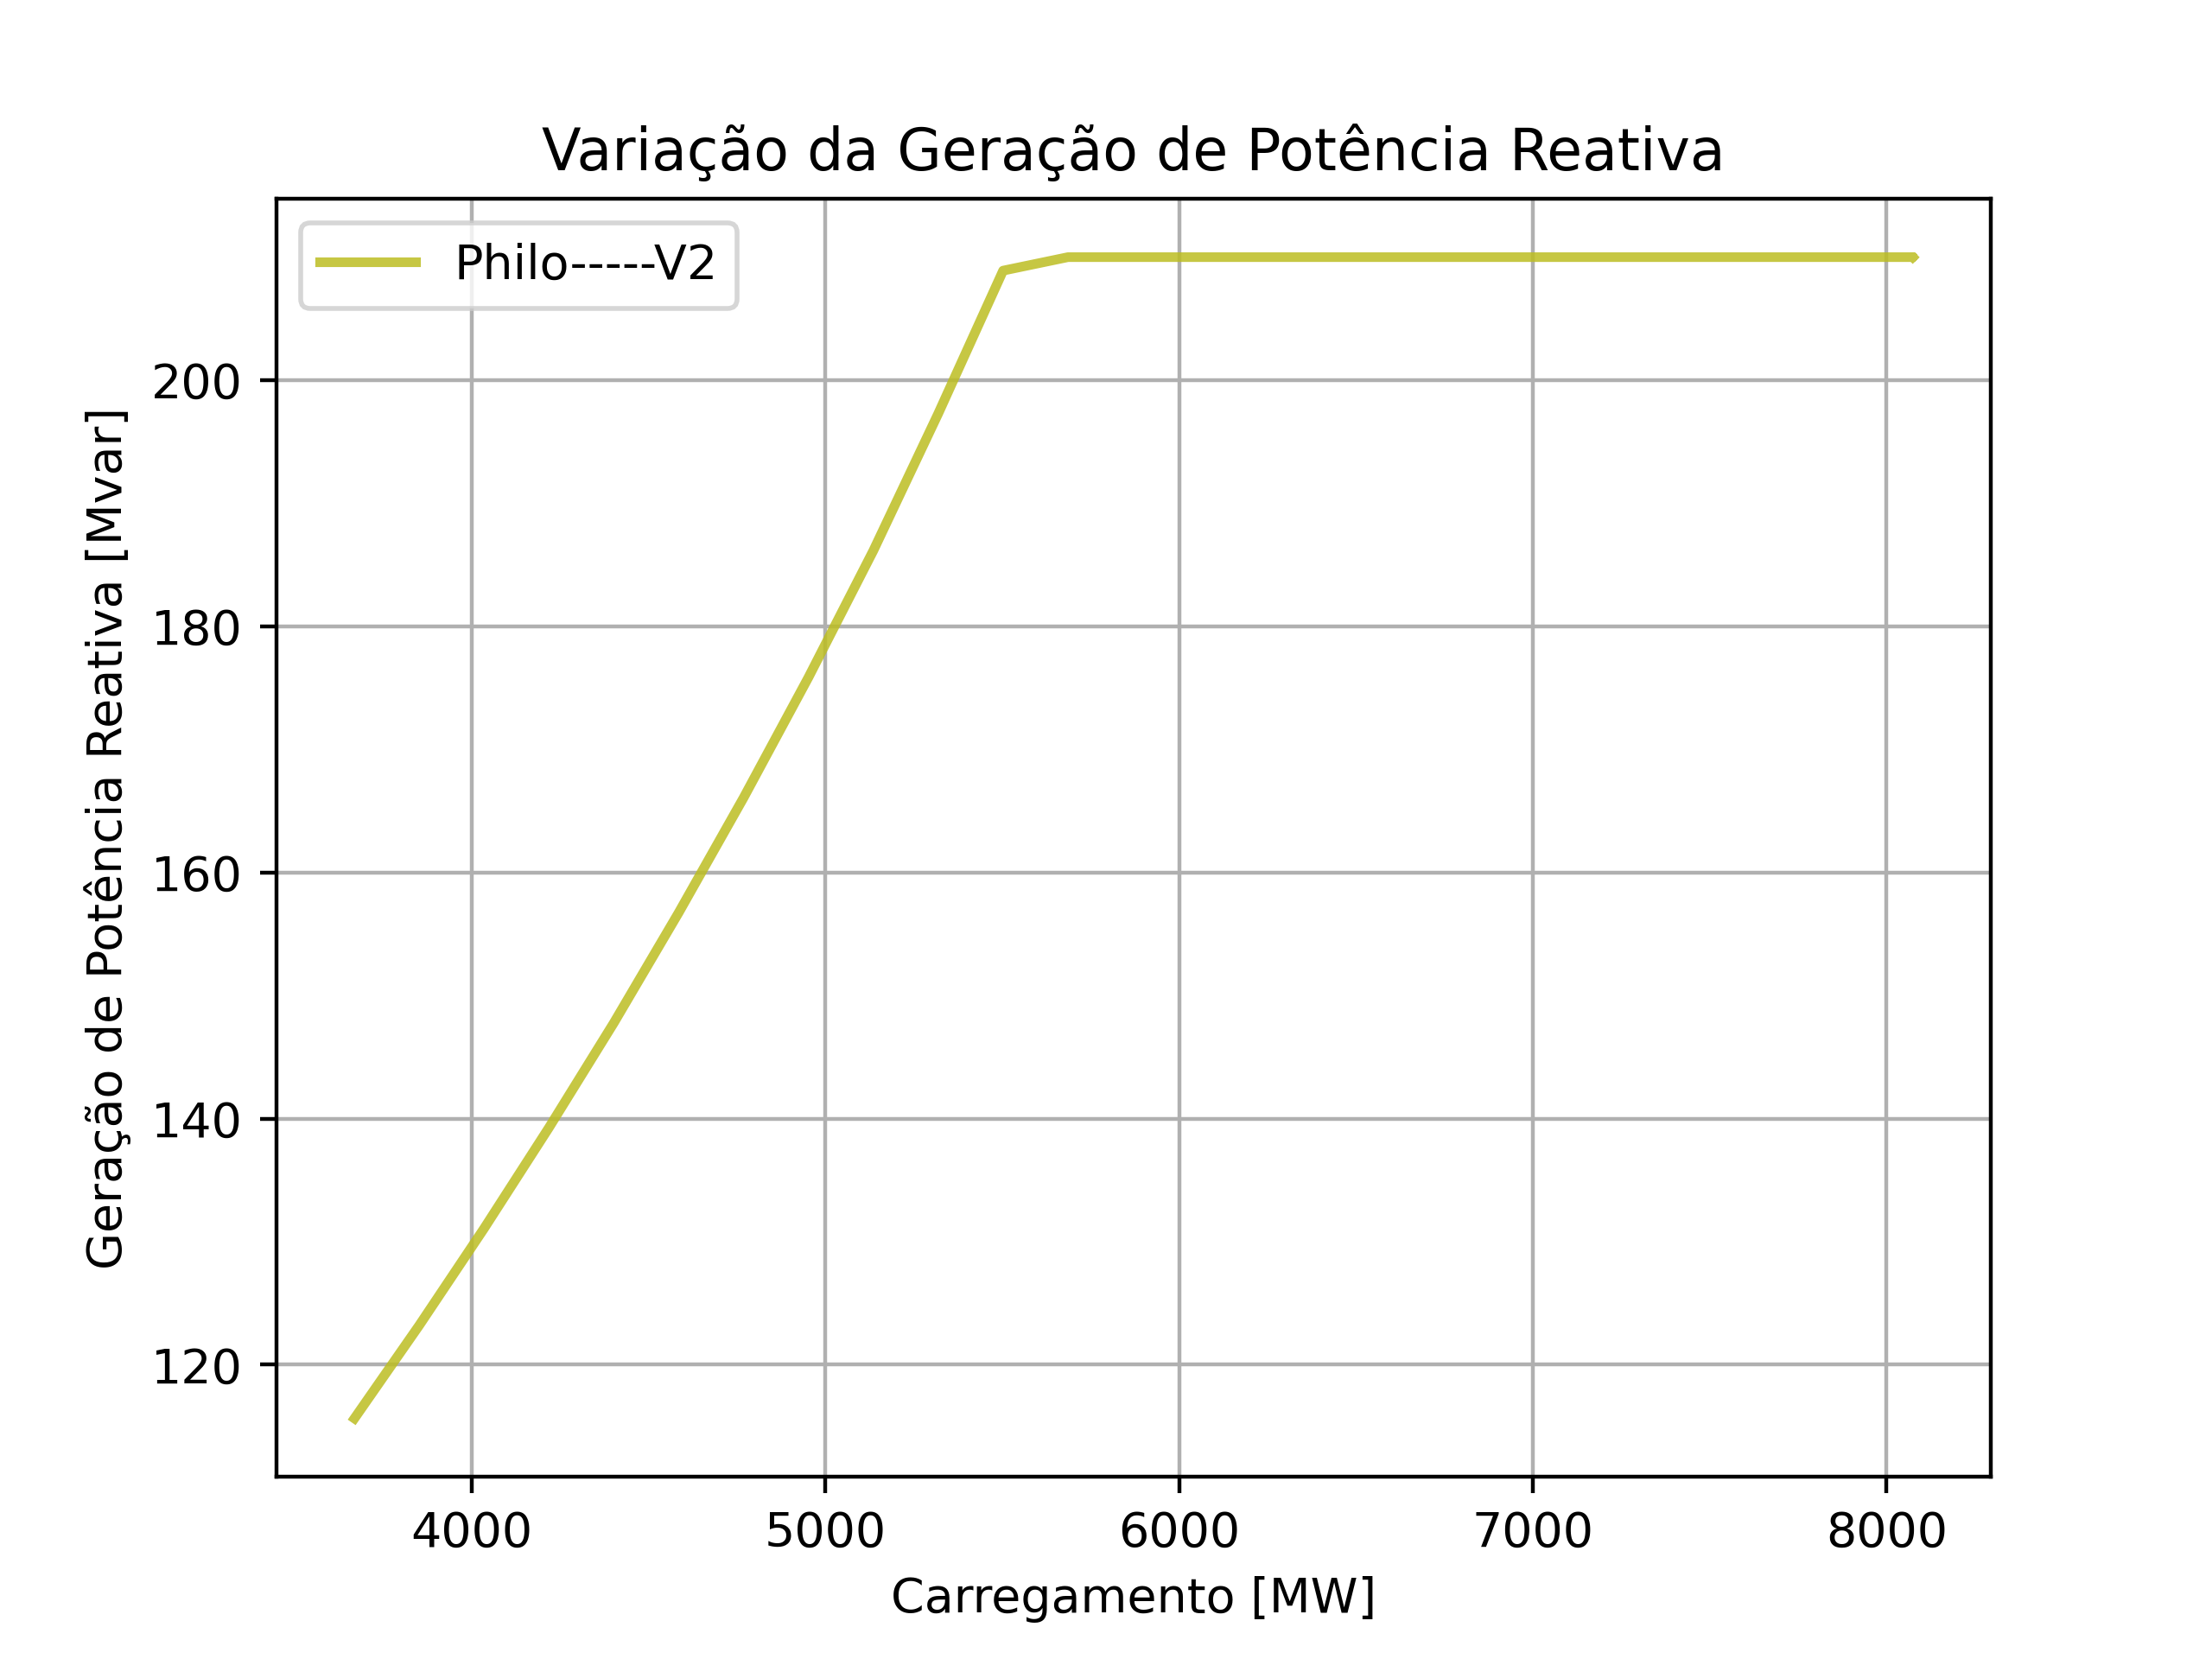 Variação da Geração de Potência Reativa
Philo-----V2
Geração de Potência Reativa [Mvar]
200
180
160
140
120
4000 5000 6000 7000 8000
Carregamento [MW]